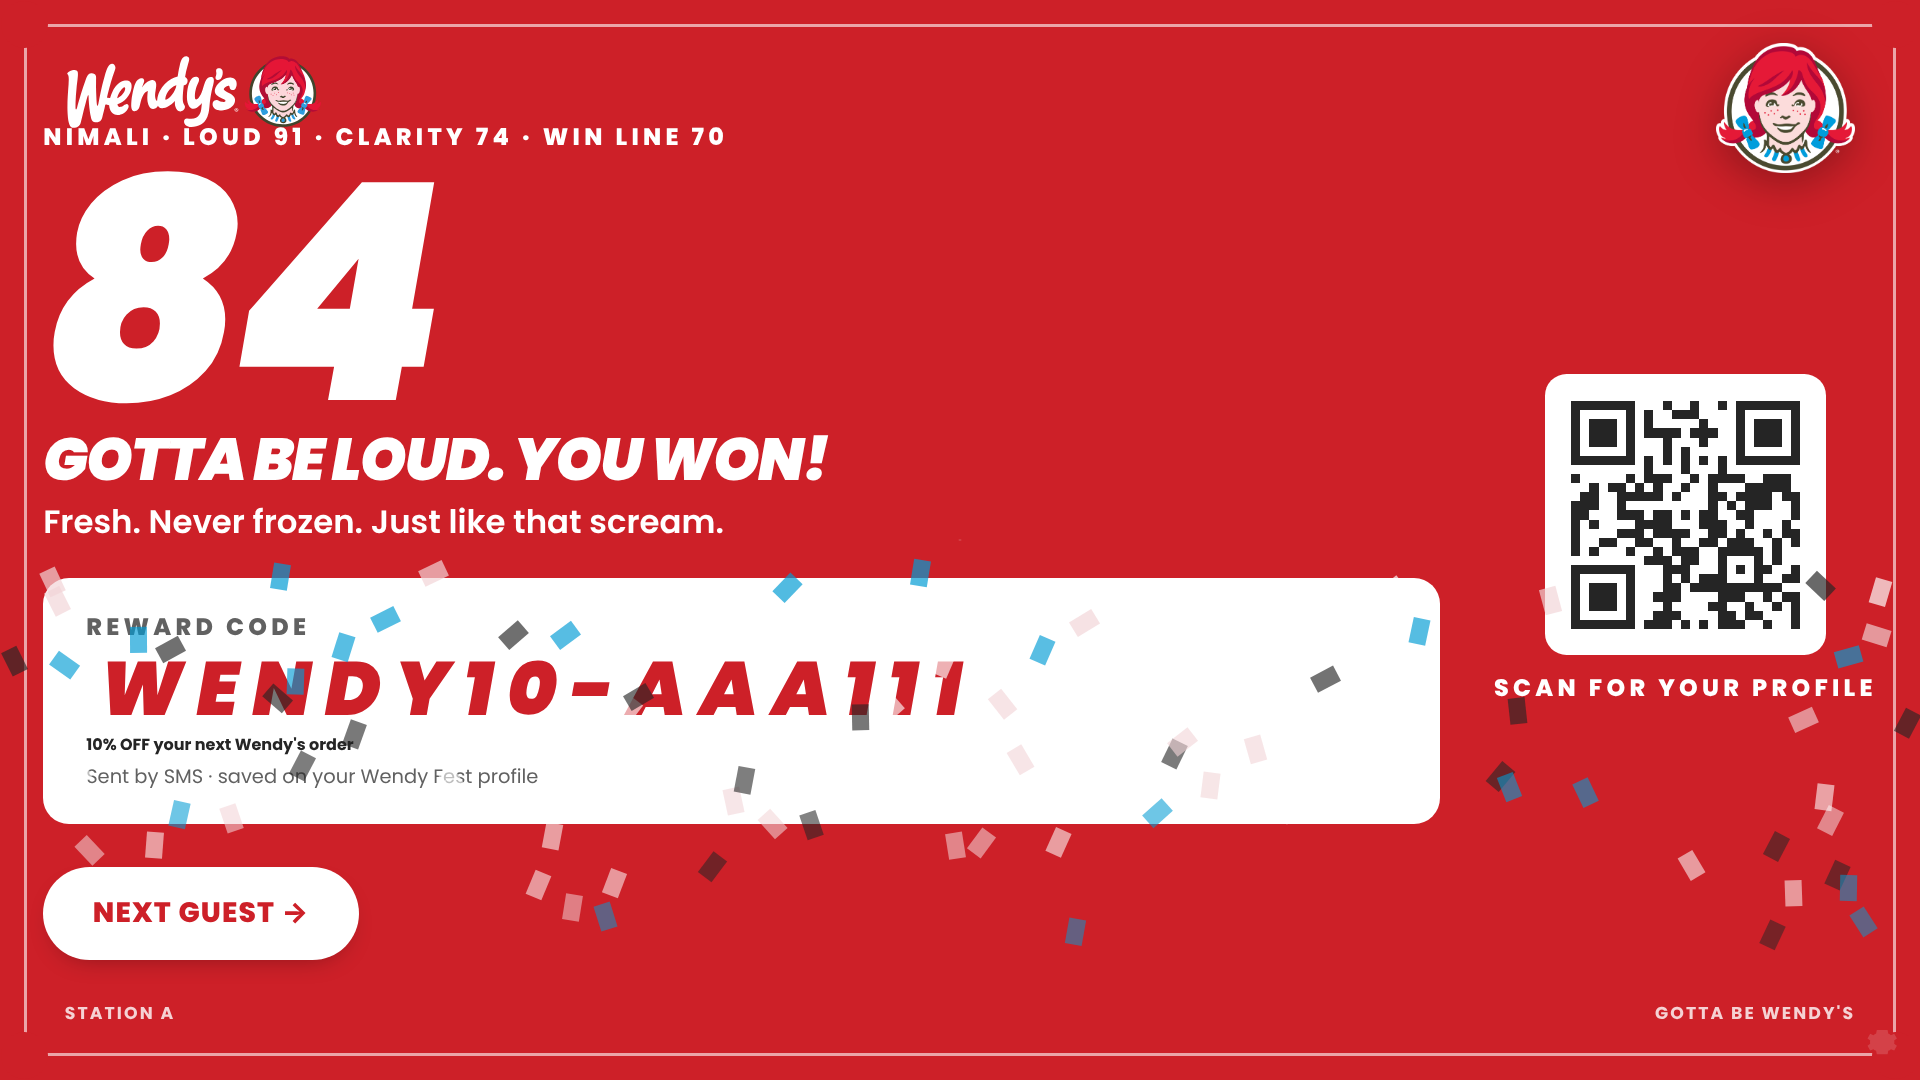 Wendy's
NIMALI · LOUD 91 · CLARITY 74 · WIN LINE 70
84
GOTTA BE LOUD. YOU WON!
Fresh. Never frozen. Just like that scream.
REWARD CODE
WENDY10-AAA111
10% OFF your next Wendy's order
Sent by SMS · saved on your Wendy Fest profile
SCAN FOR YOUR PROFILE
NEXT GUEST →
STATION A
GOTTA BE WENDY'S